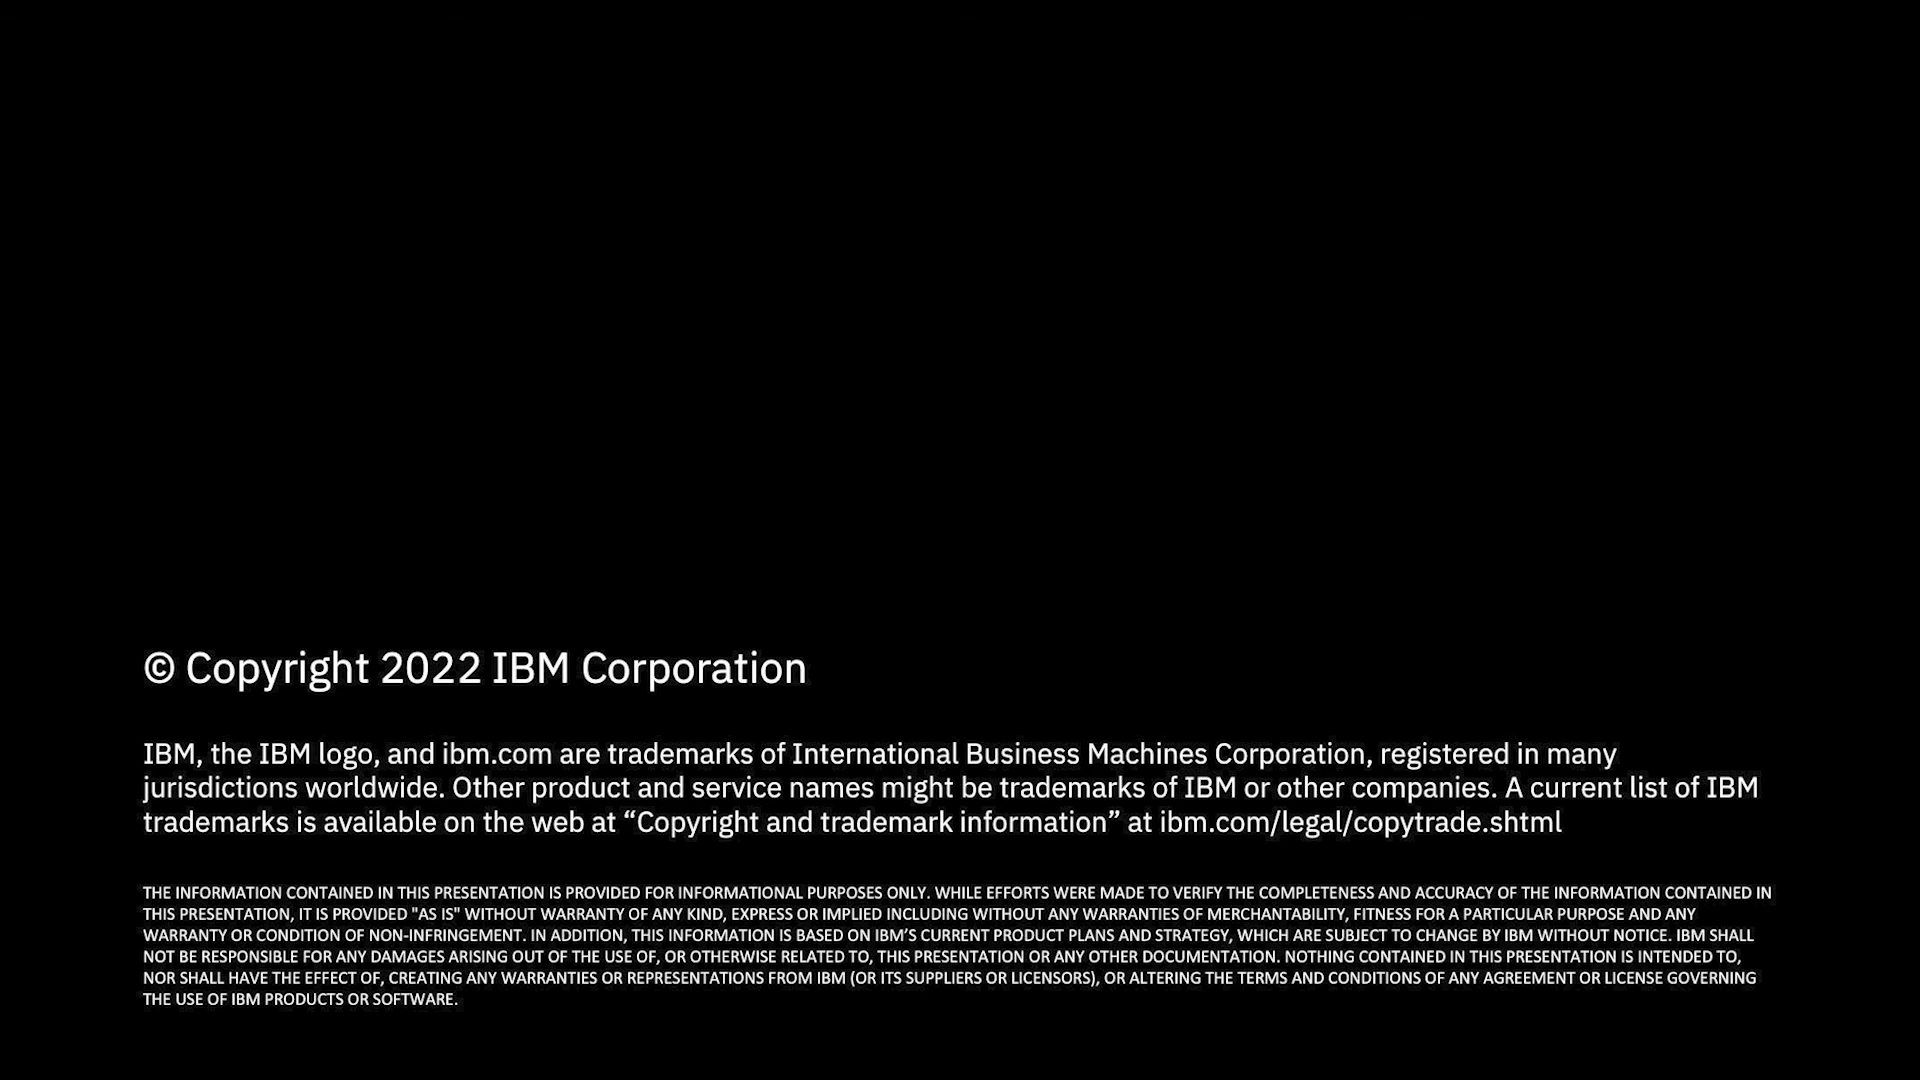 © Copyright 2022 IBM Corporation
IBM, the IBM logo, and ibm.com are trademarks of International Business Machines Corporation, registered in many
jurisdictions worldwide. Other product and service names might be trademarks of IBM or other companies. A current list of IBM
trademarks is available on the web at “Copyright and trademark information” at ibm.com/legal/copytrade.shtml
THE INFORMATION CONTAINED IN THIS PRESENTATION IS PROVIDED FOR INFORMATIONAL PURPOSES ONLY. WHILE EFFORTS WERE MADE TO VERIFY THE COMPLETENESS AND ACCURACY OF THE INFORMATION CONTAINED IN
THIS PRESENTATION, IT IS PROVIDED "AS IS" WITHOUT WARRANTY OF ANY KIND, EXPRESS OR IMPLIED INCLUDING WITHOUT ANY WARRANTIES OF MERCHANTABILITY, FITNESS FOR A PARTICULAR PURPOSE AND ANY
WARRANTY OR CONDITION OF NON-INFRINGEMENT. IN ADDITION, THIS INFORMATION IS BASED ON IBM’S CURRENT PRODUCT PLANS AND STRATEGY, WHICH ARE SUBJECT TO CHANGE BY IBM WITHOUT NOTICE. IBM SHALL
NOT BE RESPONSIBLE FOR ANY DAMAGES ARISING OUT OF THE USE OF, OR OTHERWISE RELATED TO, THIS PRESENTATION OR ANY OTHER DOCUMENTATION. NOTHING CONTAINED IN THIS PRESENTATION IS INTENDED TO,
NOR SHALL HAVE THE EFFECT OF, CREATING ANY WARRANTIES OR REPRESENTATIONS FROM IBM (OR ITS SUPPLIERS OR LICENSORS), OR ALTERING THE TERMS AND CONDITIONS OF ANY AGREEMENT OR LICENSE GOVERNING
THE USE OF IBM PRODUCTS OR SOFTWARE.